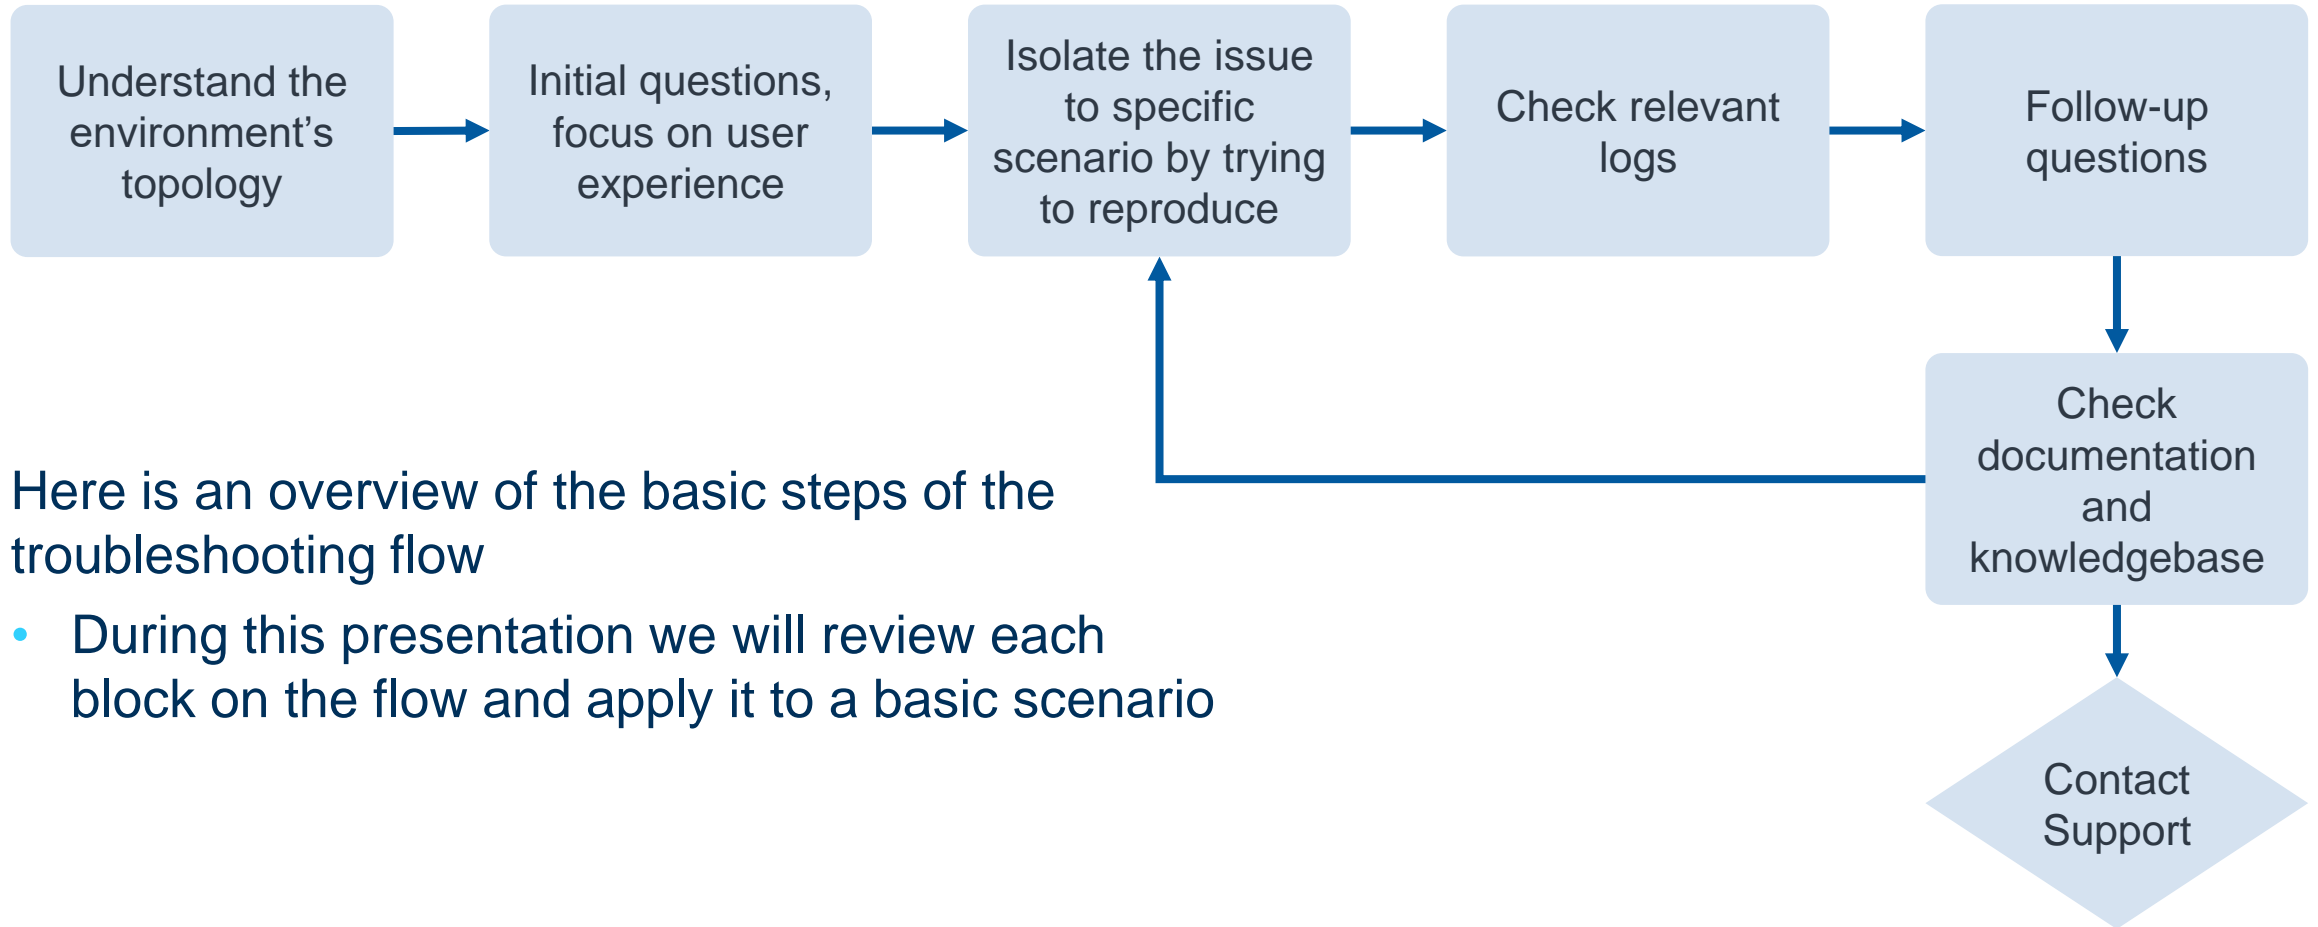 Understand the
environment’s
topology
Initial questions,
focus on user
experience
Isolate the issue
to specific
scenario by trying
to reproduce
Check relevant
logs
Follow-up
questions
Check
documentation
and
knowledgebase
Contact
Support
Here is an overview of the basic steps of the
troubleshooting flow
• During this presentation we will review each
block on the flow and apply it to a basic scenario